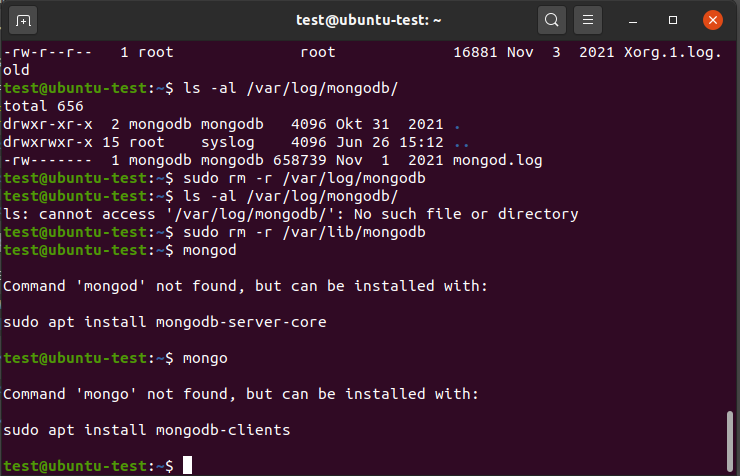 test@ubuntu-test: ~
-rw-r--r--   1 root              root              16881 Nov  3  2021 Xorg.1.log.
old
test@ubuntu-test:~$ ls -al /var/log/mongodb/
total 656
drwxr-xr-x  2 mongodb mongodb   4096 Okt 31  2021 .
drwxrwxr-x 15 root    syslog    4096 Jun 26 15:12 ..
-rw-------  1 mongodb mongodb 658739 Nov  1  2021 mongod.log
test@ubuntu-test:~$ sudo rm -r /var/log/mongodb
test@ubuntu-test:~$ ls -al /var/log/mongodb/
ls: cannot access '/var/log/mongodb/': No such file or directory
test@ubuntu-test:~$ sudo rm -r /var/lib/mongodb
test@ubuntu-test:~$ mongod
Command 'mongod' not found, but can be installed with:
sudo apt install mongodb-server-core
test@ubuntu-test:~$ mongo
Command 'mongo' not found, but can be installed with:
sudo apt install mongodb-clients
test@ubuntu-test:~$